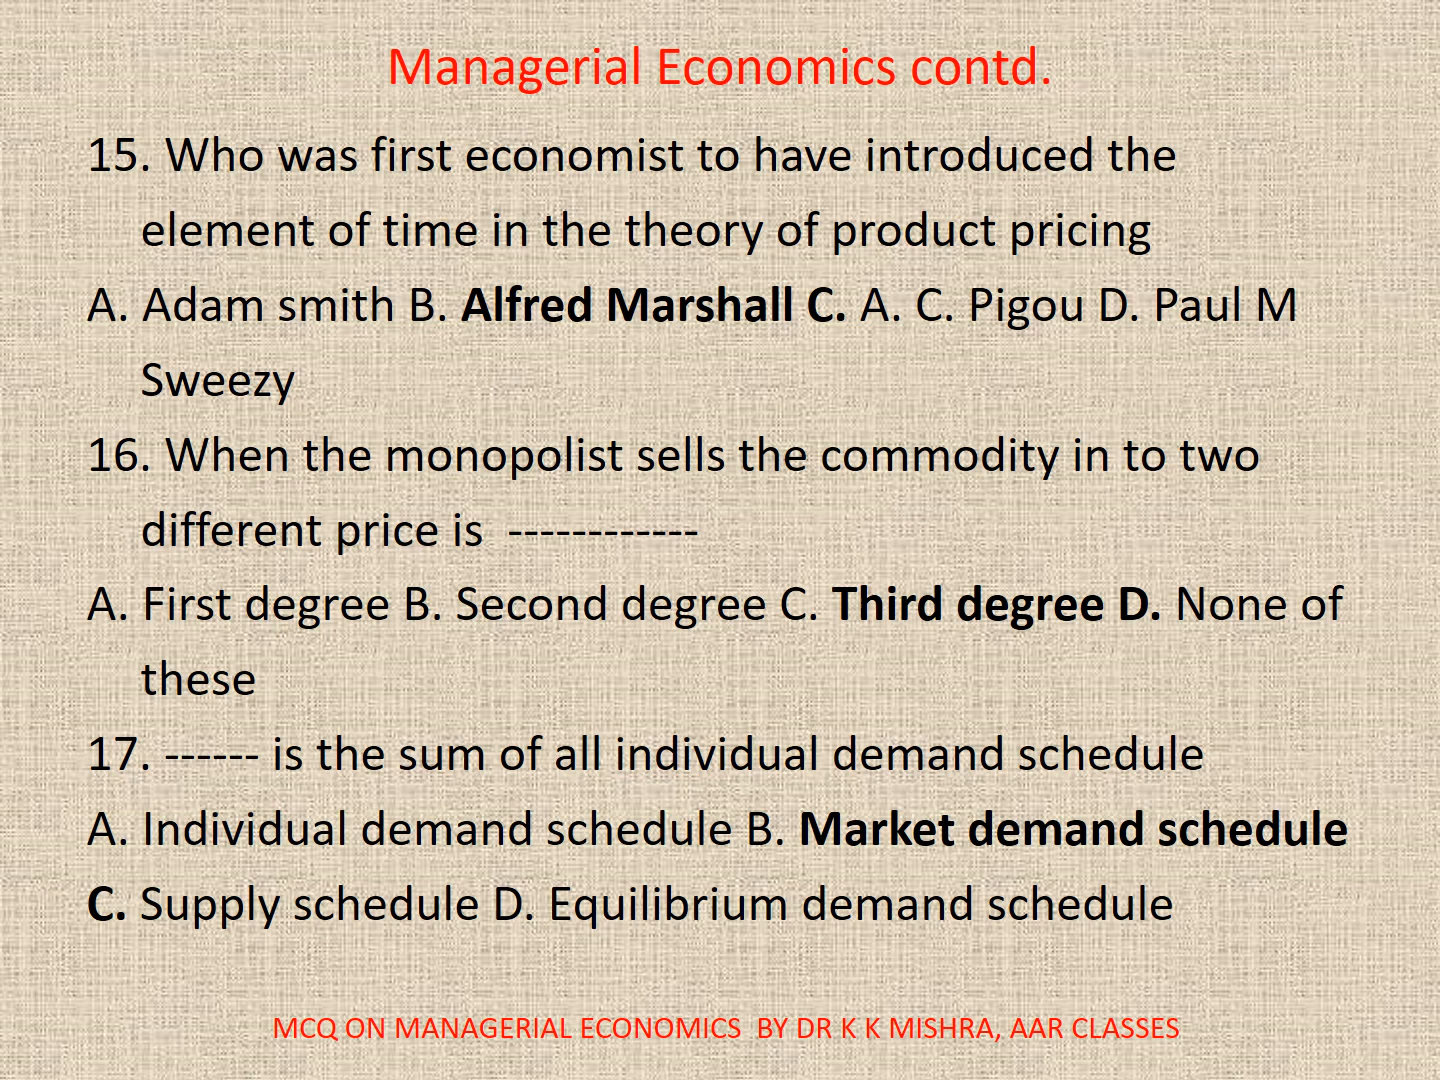 Managerial Economics contd.
15. Who was first economist to have introduced the
element of time in the theory of product pricing
A. Adam smith B. Alfred Marshall C. A. C. Pigou D. Paul M
Sweezy
16. When the monopolist sells the commodity in to two
different price is ------------
A. First degree B. Second degree C. Third degree D. None of
these
17. ------ is the sum of all individual demand schedule
A. Individual demand schedule B. Market demand schedule
C. Supply schedule D. Equilibrium demand schedule
MCQ ON MANAGERIAL ECONOMICS BY DR K K MISHRA, AAR CLASSES